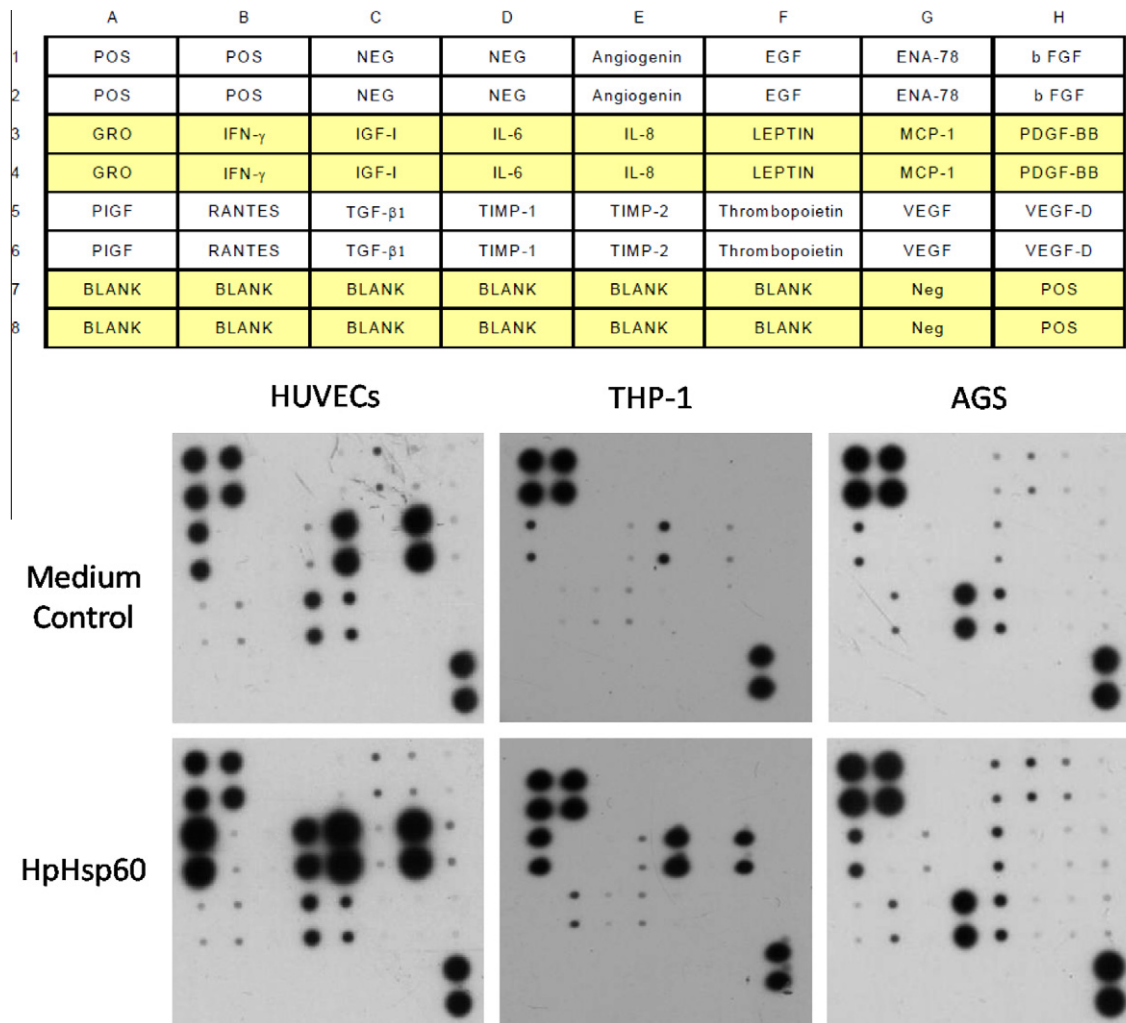 A B C D E F G H
1 POS POS NEG NEG Angiogenin EGF ENA-78 b FGF
2 POS POS NEG NEG Angiogenin EGF ENA-78 b FGF
3 GRO IFN-γ IGF-I IL-6 IL-8 LEPTIN MCP-1 PDGF-BB
4 GRO IFN-γ IGF-I IL-6 IL-8 LEPTIN MCP-1 PDGF-BB
5 PIGF RANTES TGF-β1 TIMP-1 TIMP-2 Thrombopoietin VEGF VEGF-D
6 PIGF RANTES TGF-β1 TIMP-1 TIMP-2 Thrombopoietin VEGF VEGF-D
7 BLANK BLANK BLANK BLANK BLANK BLANK Neg POS
8 BLANK BLANK BLANK BLANK BLANK BLANK Neg POS
HUVECs THP-1 AGS
Medium
Control
HpHsp60